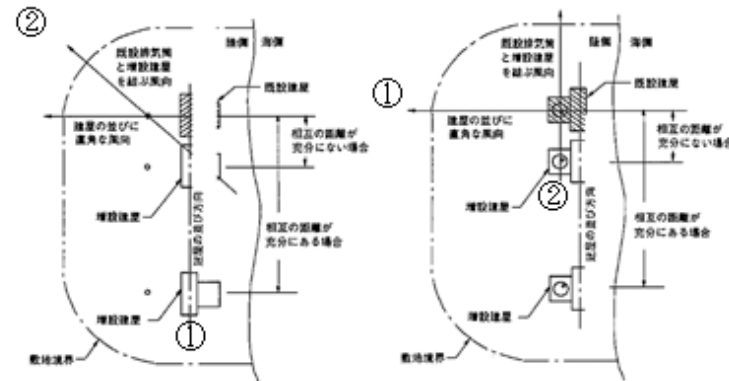 ②
既設排気筒
と増設建屋
を結ぶ風向
陸側 海側
既設建屋
建屋の並びに
直角な風向
相互の距離が
充分にない場合
増設建屋
建屋の並び方向
相互の距離が
充分にある場合
増設建屋
①
敷地境界
既設排気筒
と増設建屋
を結ぶ風向
陸側 海側
既設建屋
①
建屋の並びに
直角な風向
相互の距離が
充分にない場合
②
増設建屋
建屋の並び方向
相互の距離が
充分にある場合
増設建屋
敷地境界